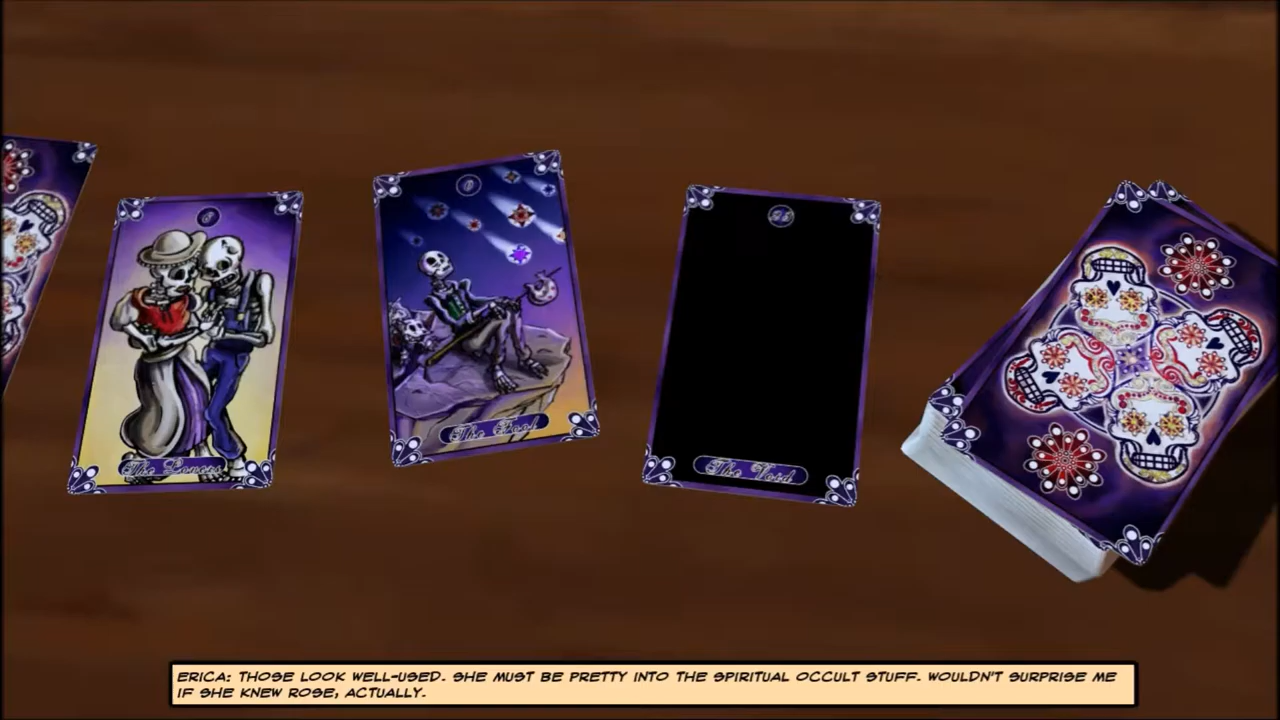 0
The Lovers
The Fool
The Void
ERICA: THOSE LOOK WELL-USED. SHE MUST BE PRETTY INTO THE SPIRITUAL OCCULT STUFF. WOULDN'T SURPRISE ME
IF SHE KNEW ROSE, ACTUALLY.